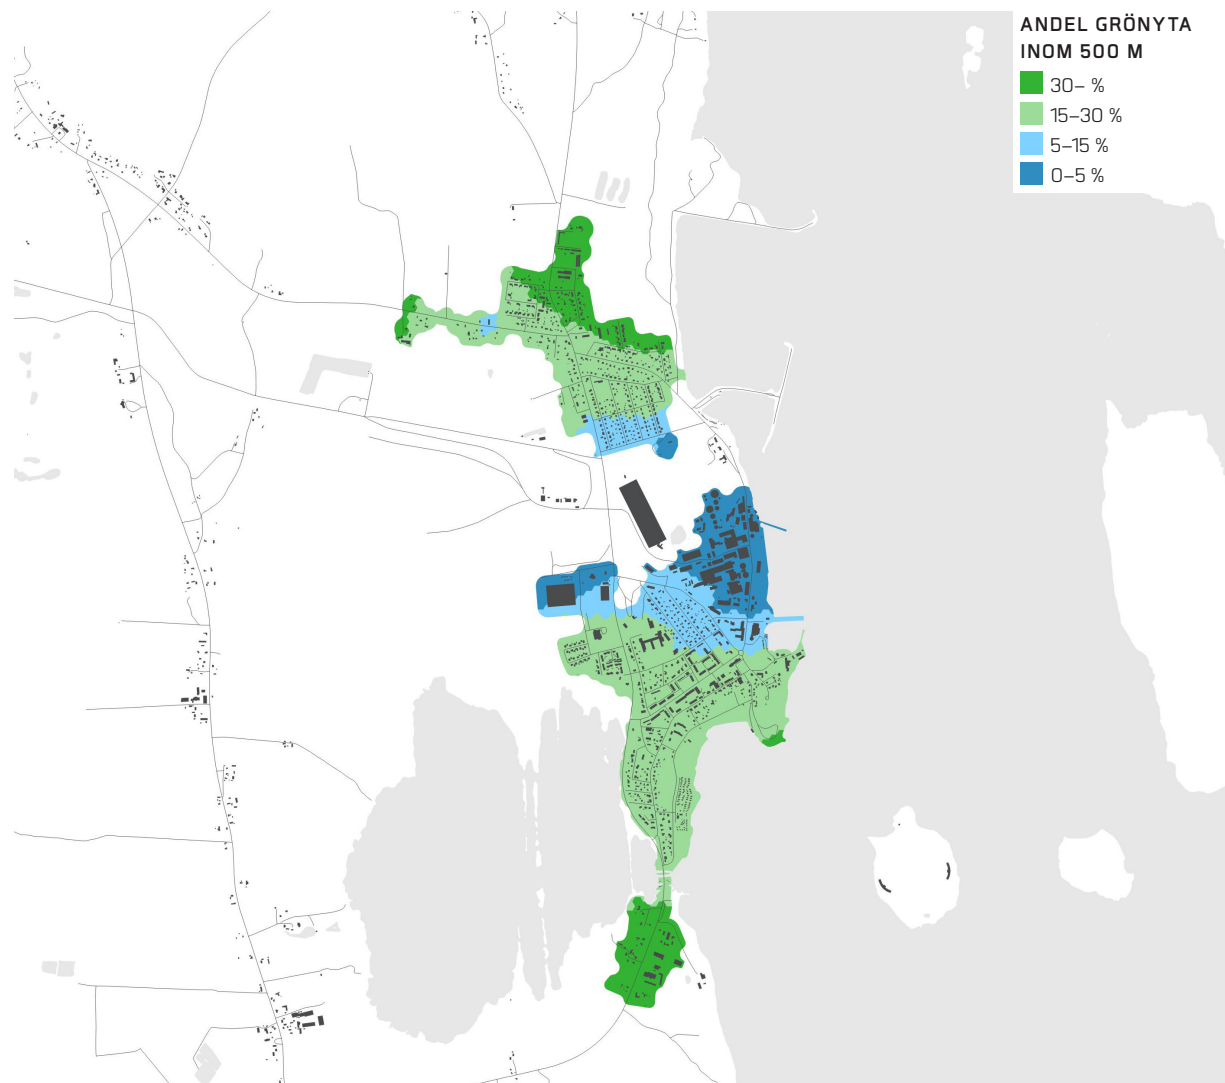 ANDEL GRÖNYTA
INOM 500 M
30– %
15–30 %
5–15 %
0–5 %